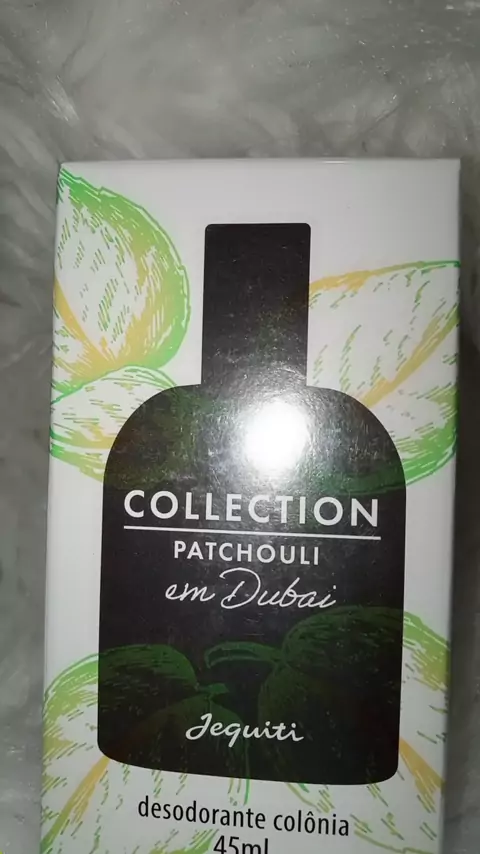 COLLECTION
PATCHOULI
em Dubai
Jequiti
desodorante colônia
45ml